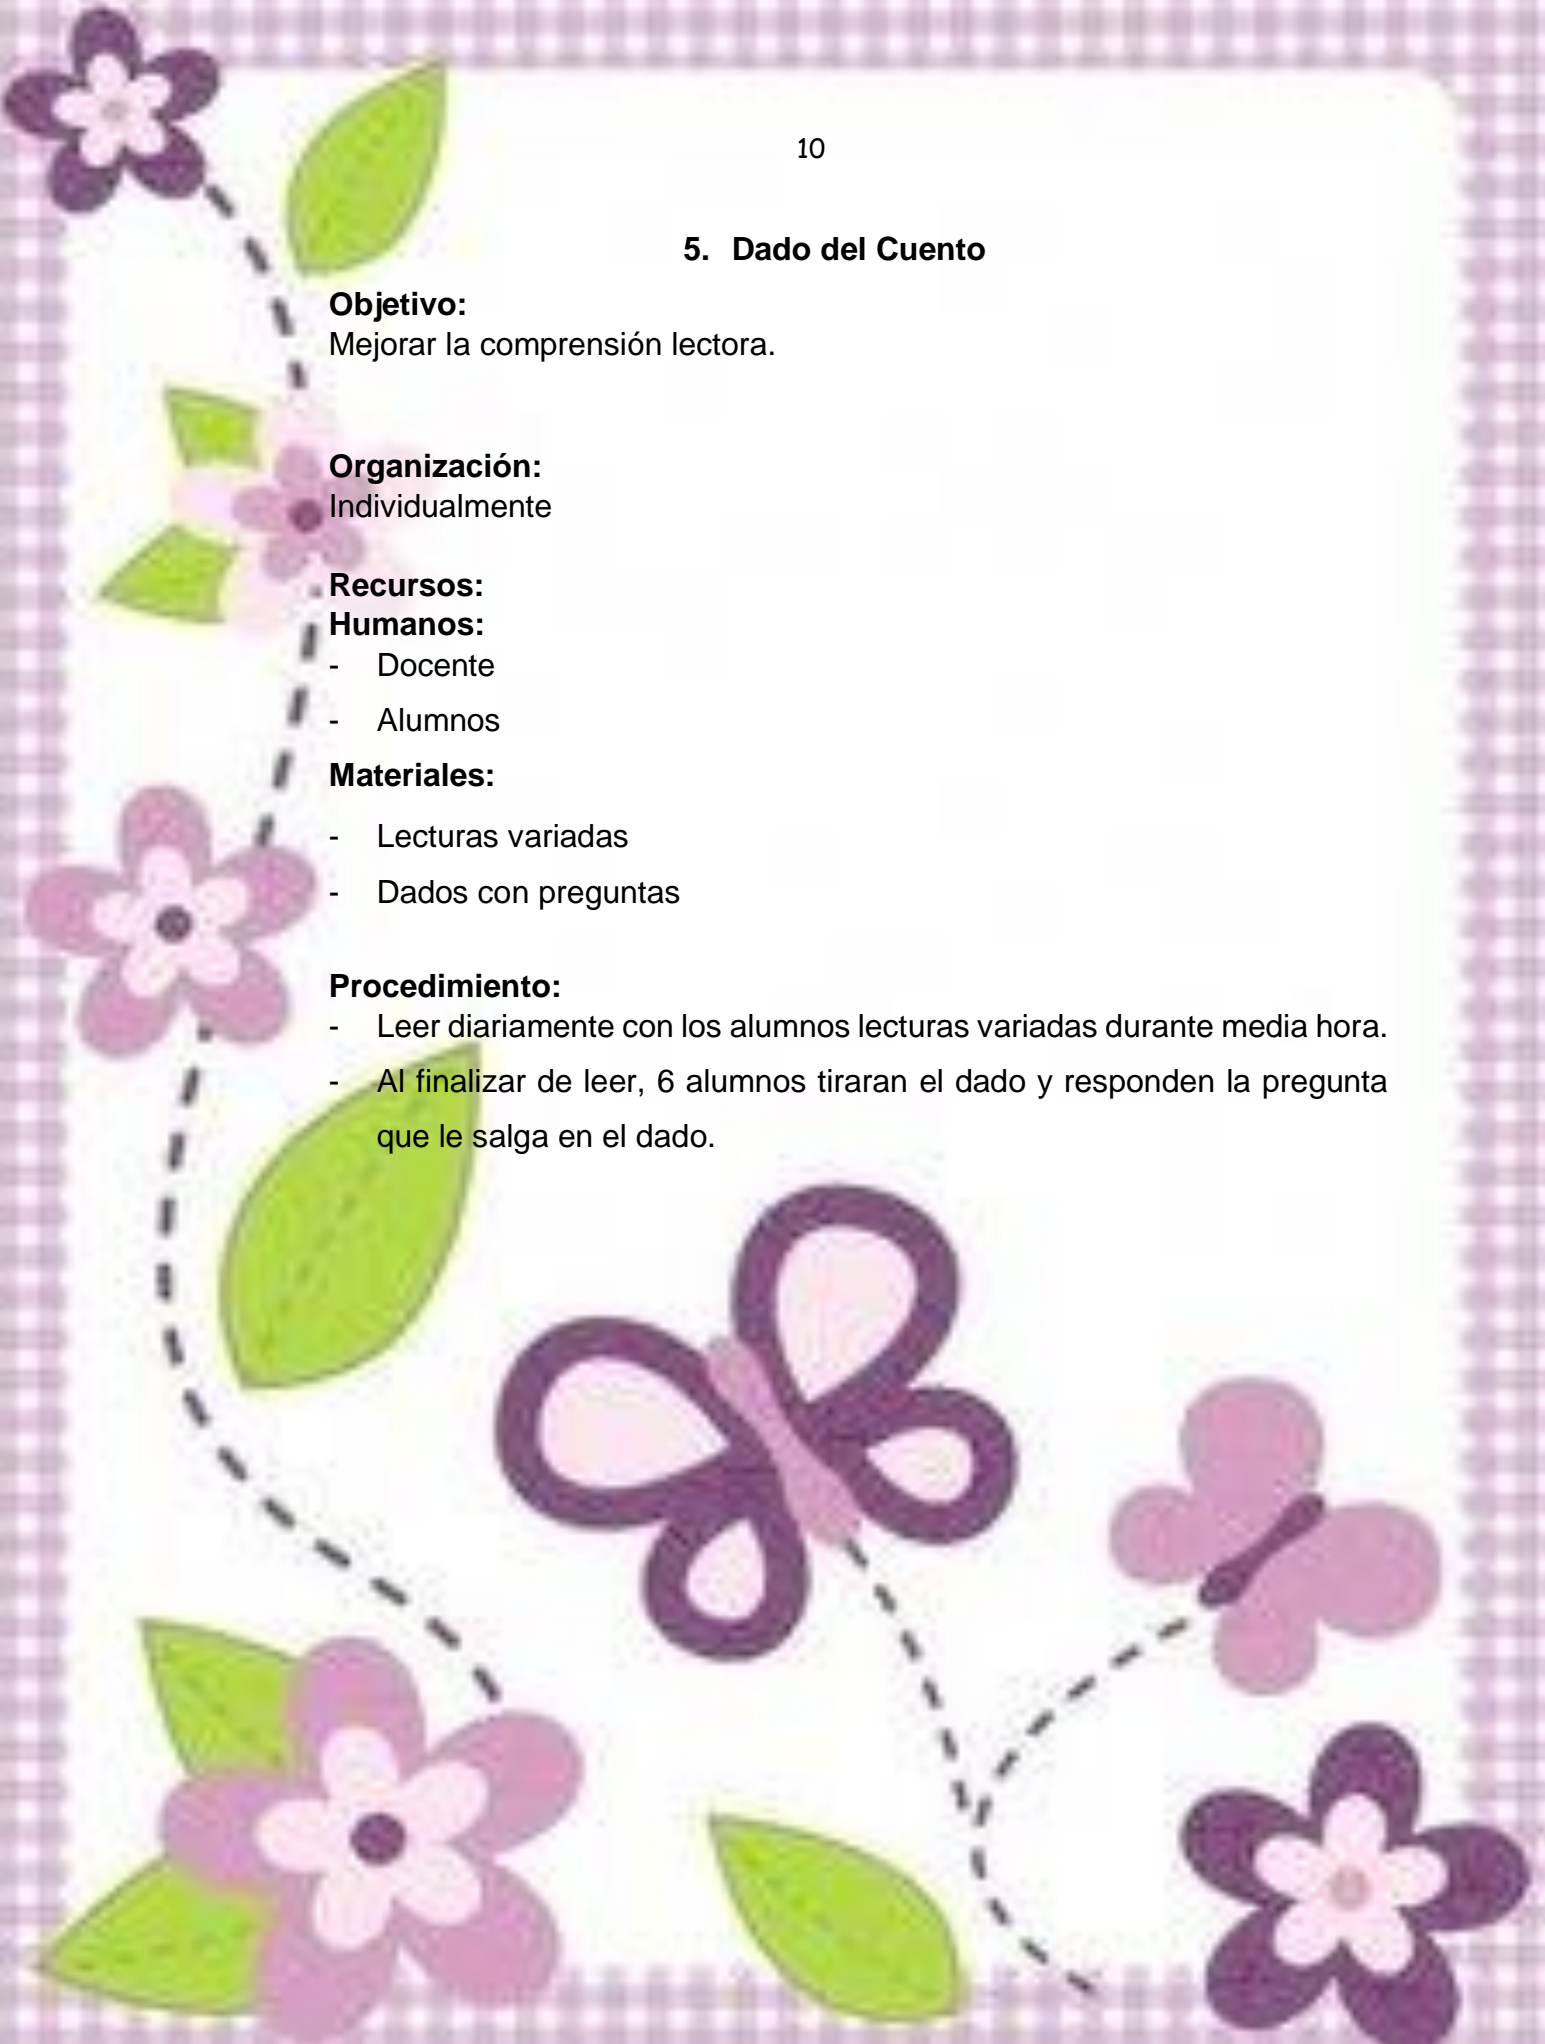 10
5. Dado del Cuento
Objetivo:
Mejorar la comprensión lectora.
Organización:
Individualmente
Recursos:
Humanos:
- Docente
- Alumnos
Materiales:
- Lecturas variadas
- Dados con preguntas
Procedimiento:
- Leer diariamente con los alumnos lecturas variadas durante media hora.
- Al finalizar de leer, 6 alumnos tiraran el dado y responden la pregunta
que le salga en el dado.